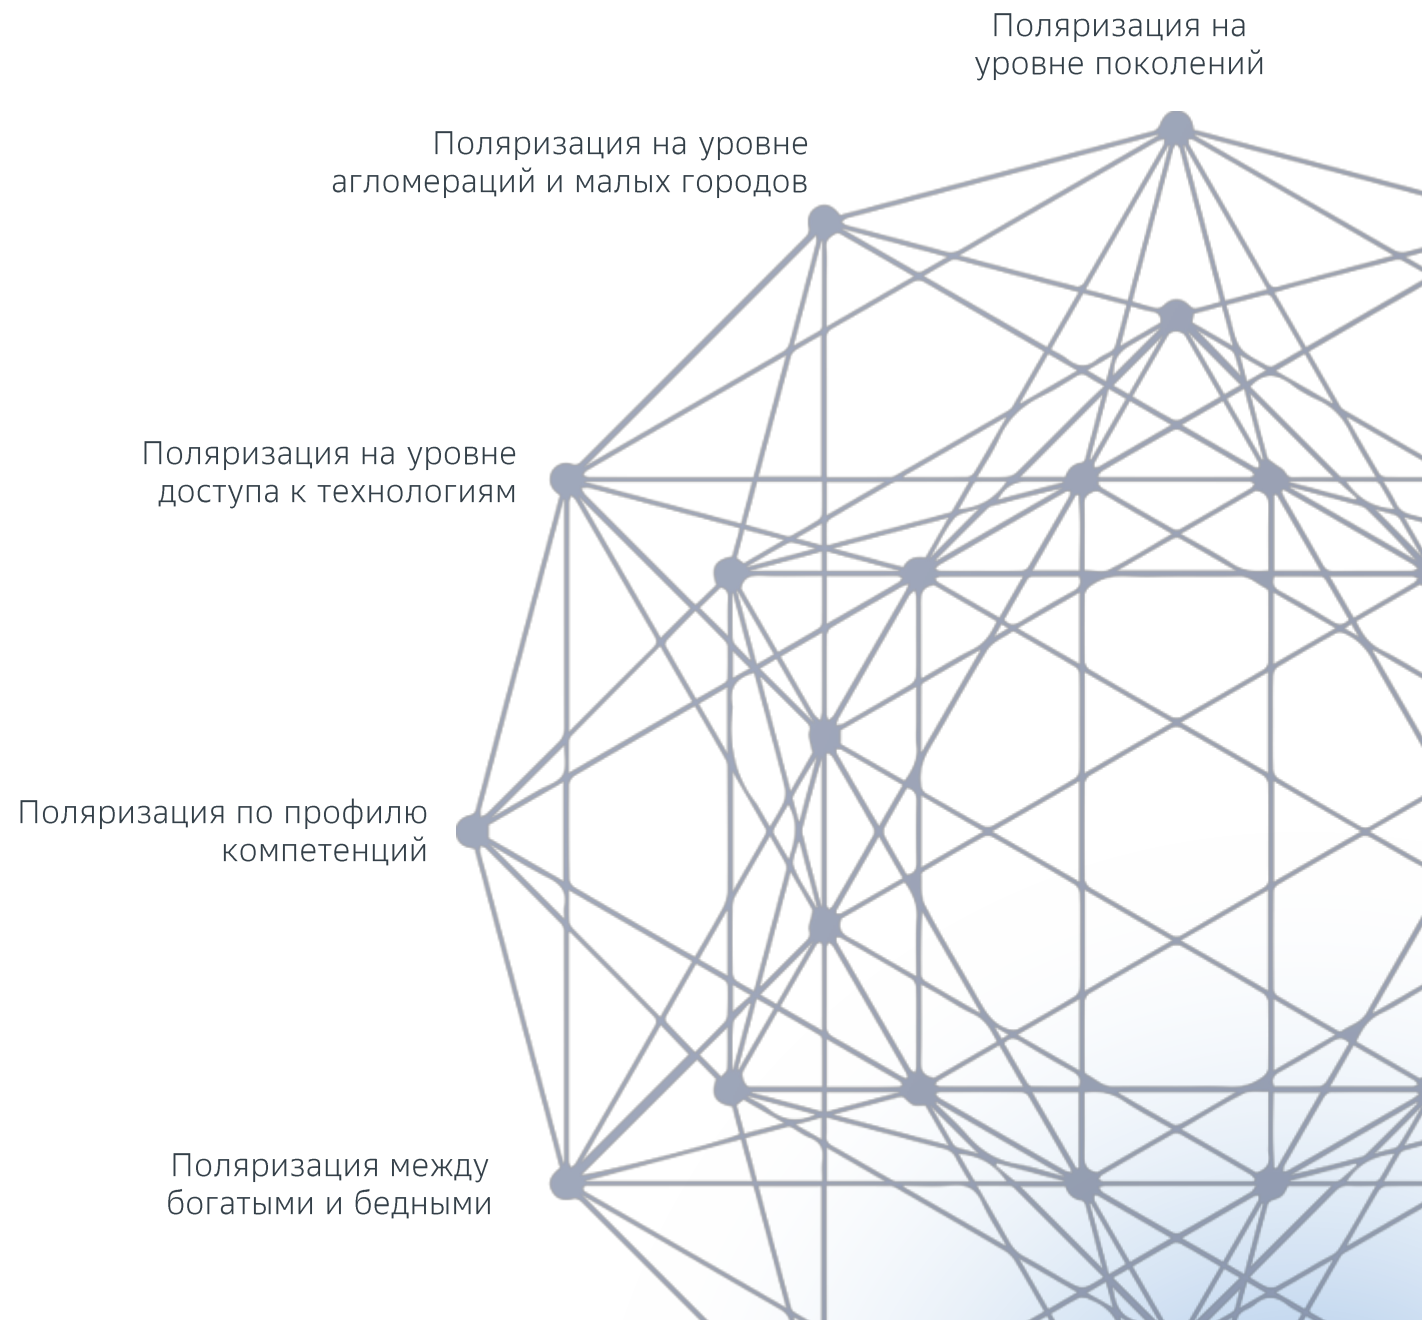 Поляризация на
уровне поколений
Поляризация на уровне
агломераций и малых городов
Поляризация на уровне
доступа к технологиям
Поляризация по профилю
компетенций
Поляризация между
богатыми и бедными